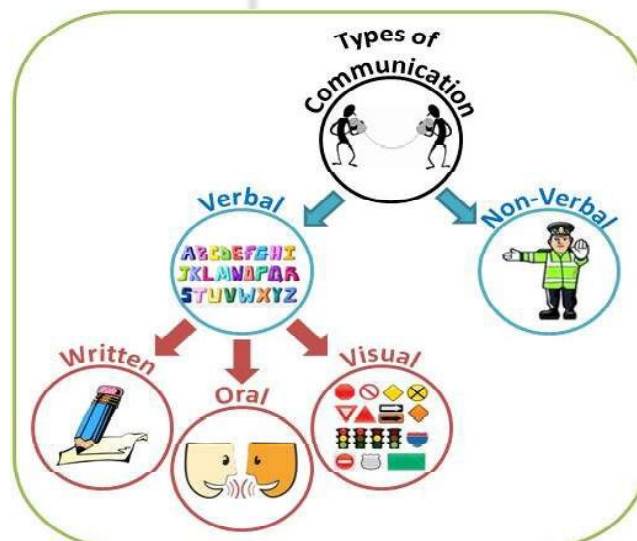 Types of
Communication
Verbal
Non-Verbal
ABCDEFGHI
JKLMNOPQR
STUVWXYZ
Written
Oral
Visual